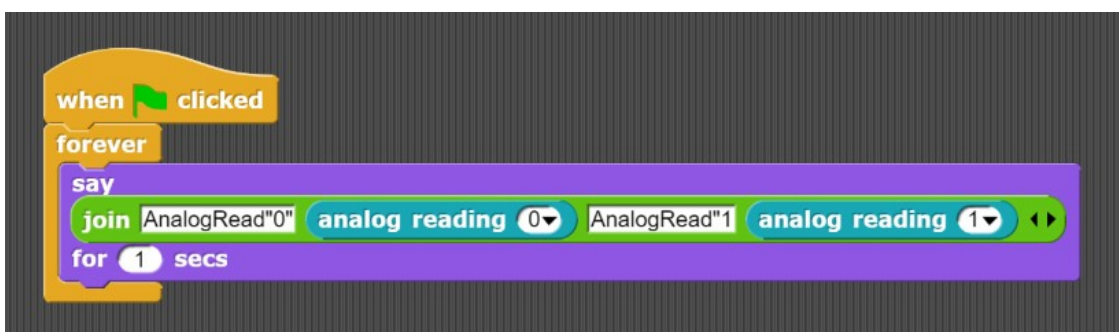 when clicked
forever
say
join AnalogRead"0" analog reading 0 AnalogRead"1 analog reading 1
for 1 secs